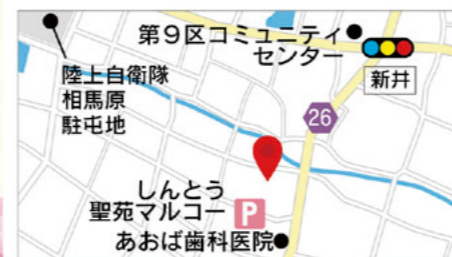 第9区コミュニティ
センター
新井
陸上自衛隊
相馬原
駐屯地
26
しんとう
聖苑マルコー
P
あおば歯科医院